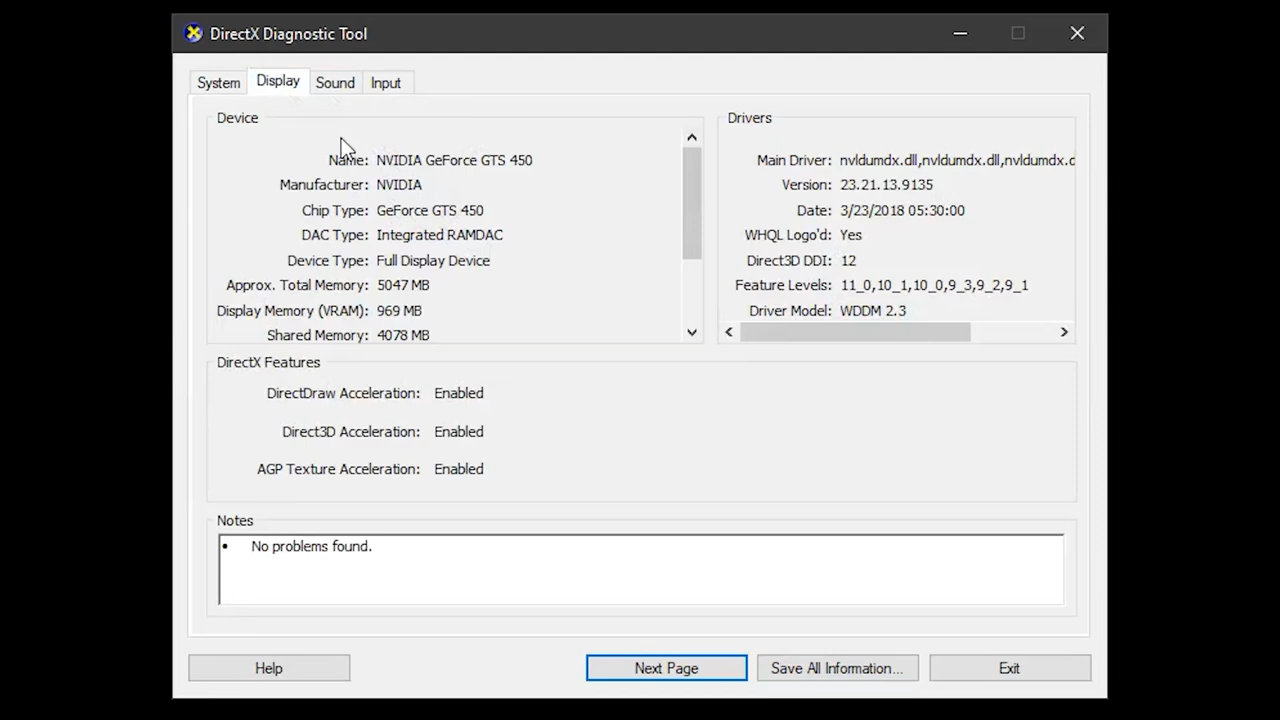 DirectX Diagnostic Tool
System Display Sound Input
Device
Name: NVIDIA GeForce GTS 450
Manufacturer: NVIDIA
Chip Type: GeForce GTS 450
DAC Type: Integrated RAMDAC
Device Type: Full Display Device
Approx. Total Memory: 5047 MB
Display Memory (VRAM): 969 MB
Shared Memory: 4078 MB
Drivers
Main Driver: nvldumdx.dll,nvldumdx.dll,nvldumdx.d
Version: 23.21.13.9135
Date: 3/23/2018 05:30:00
WHQL Logo'd: Yes
Direct3D DDI: 12
Feature Levels: 11_0,10_1,10_0,9_3,9_2,9_1
Driver Model: WDDM 2.3
DirectX Features
DirectDraw Acceleration: Enabled
Direct3D Acceleration: Enabled
AGP Texture Acceleration: Enabled
Notes
• No problems found.
Help Next Page Save All Information... Exit